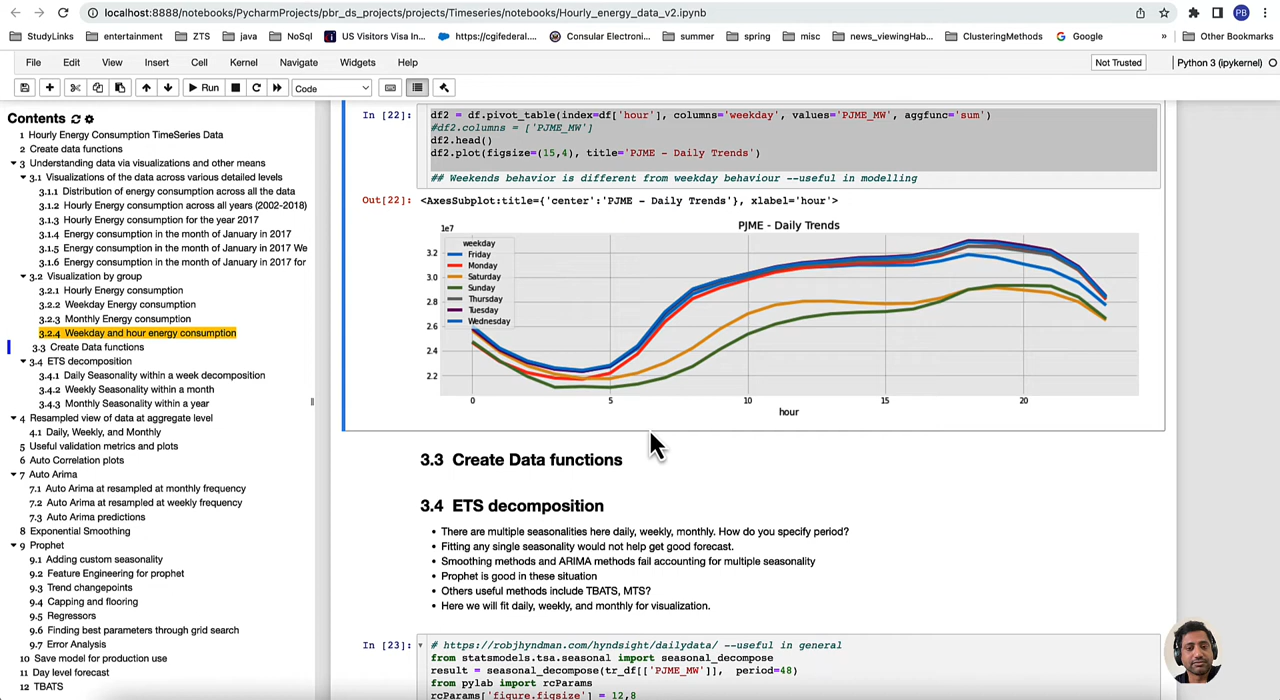 localhost:8888/notebooks/PycharmProjects/pbr_ds_projects/projects/Timeseries/notebooks/Hourly_energy_data_v2.ipynb
PB
StudyLinks entertainment ZTS java NoSql US Visitors Visa In... https://cgifederal.... Consular Electroni... summer spring misc news_viewingHab... ClusteringMethods Google » Other Bookmarks
File Edit View Insert Cell Kernel Navigate Widgets Help Not Trusted Python 3 (ipykernel)
Run Code
Contents
1 Hourly Energy Consumption TimeSeries Data
2 Create data functions
3 Understanding data via visualizations and other means
3.1 Visualizations of the data across various detailed levels
3.1.1 Distribution of energy consumption across all the data
3.1.2 Hourly Energy consumption across all years (2002-2018)
3.1.3 Hourly Energy consumption for the year 2017
3.1.4 Energy consumption in the month of January in 2017
3.1.5 Energy consumption in the month of January in 2017 We
3.1.6 Energy consumption in the month of January in 2017 for
3.2 Visualization by group
3.2.1 Hourly Energy consumption
3.2.2 Weekday Energy consumption
3.2.3 Monthly Energy consumption
3.2.4 Weekday and hour energy consumption
3.3 Create Data functions
3.4 ETS decomposition
3.4.1 Daily Seasonality within a week decomposition
3.4.2 Weekly Seasonality within a month
3.4.3 Monthly Seasonality within a year
4 Resampled view of data at aggregate level
4.1 Daily, Weekly, and Monthly
5 Useful validation metrics and plots
6 Auto Correlation plots
7 Auto Arima
7.1 Auto Arima at resampled at monthly frequency
7.2 Auto Arima at resampled at weekly frequency
7.3 Auto Arima predictions
8 Exponential Smoothing
9 Prophet
9.1 Adding custom seasonality
9.2 Feature Engineering for prophet
9.3 Trend changepoints
9.4 Capping and flooring
9.5 Regressors
9.6 Finding best parameters through grid search
9.7 Error Analysis
10 Save model for production use
11 Day level forecast
12 TBATS
In [22]: df2 = df.pivot_table(index=df['hour'], columns='weekday', values='PJME_MW', aggfunc='sum')
#df2.columns = ['PJME_MW']
df2.head()
df2.plot(figsize=(15,4), title='PJME - Daily Trends')
## Weekends behavior is different from weekday behaviour --useful in modelling
Out[22]: <AxesSubplot:title={'center':'PJME - Daily Trends'}, xlabel='hour'>
PJME - Daily Trends
1e7
weekday
Friday
Monday
Saturday
Sunday
Thursday
Tuesday
Wednesday
3.2
3.0
2.8
2.6
2.4
2.2
0 5 10 15 20
hour
3.3 Create Data functions
3.4 ETS decomposition
• There are multiple seasonalities here daily, weekly, monthly. How do you specify period?
• Fitting any single seasonality would not help get good forecast.
• Smoothing methods and ARIMA methods fail accounting for multiple seasonality
• Prophet is good in these situation
• Others useful methods include TBATS, MTS?
• Here we will fit daily, weekly, and monthly for visualization.
In [23]: # https://robjhyndman.com/hyndsight/dailydata/ --useful in general
from statsmodels.tsa.seasonal import seasonal_decompose
result = seasonal_decompose(tr_df[['PJME_MW']], period=48)
from pylab import rcParams
rcParams['figure.figsize'] = 12,8